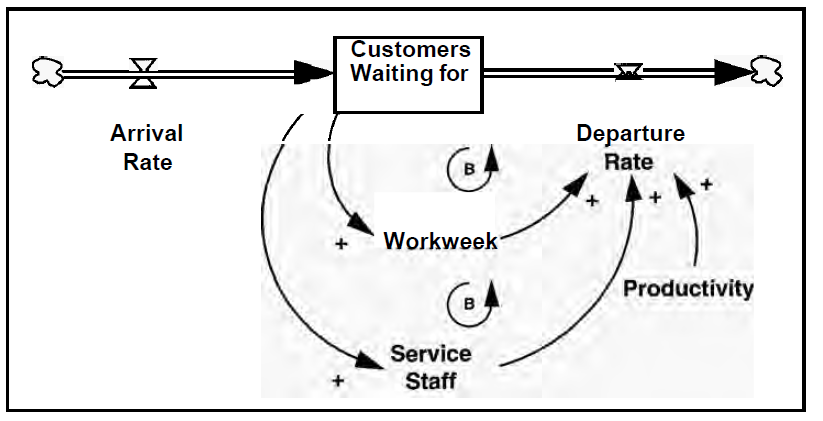 Customers
Waiting for
Arrival
Rate
Departure
Rate
B
+
+
+
+
Workweek
Productivity
B
Service
Staff
+